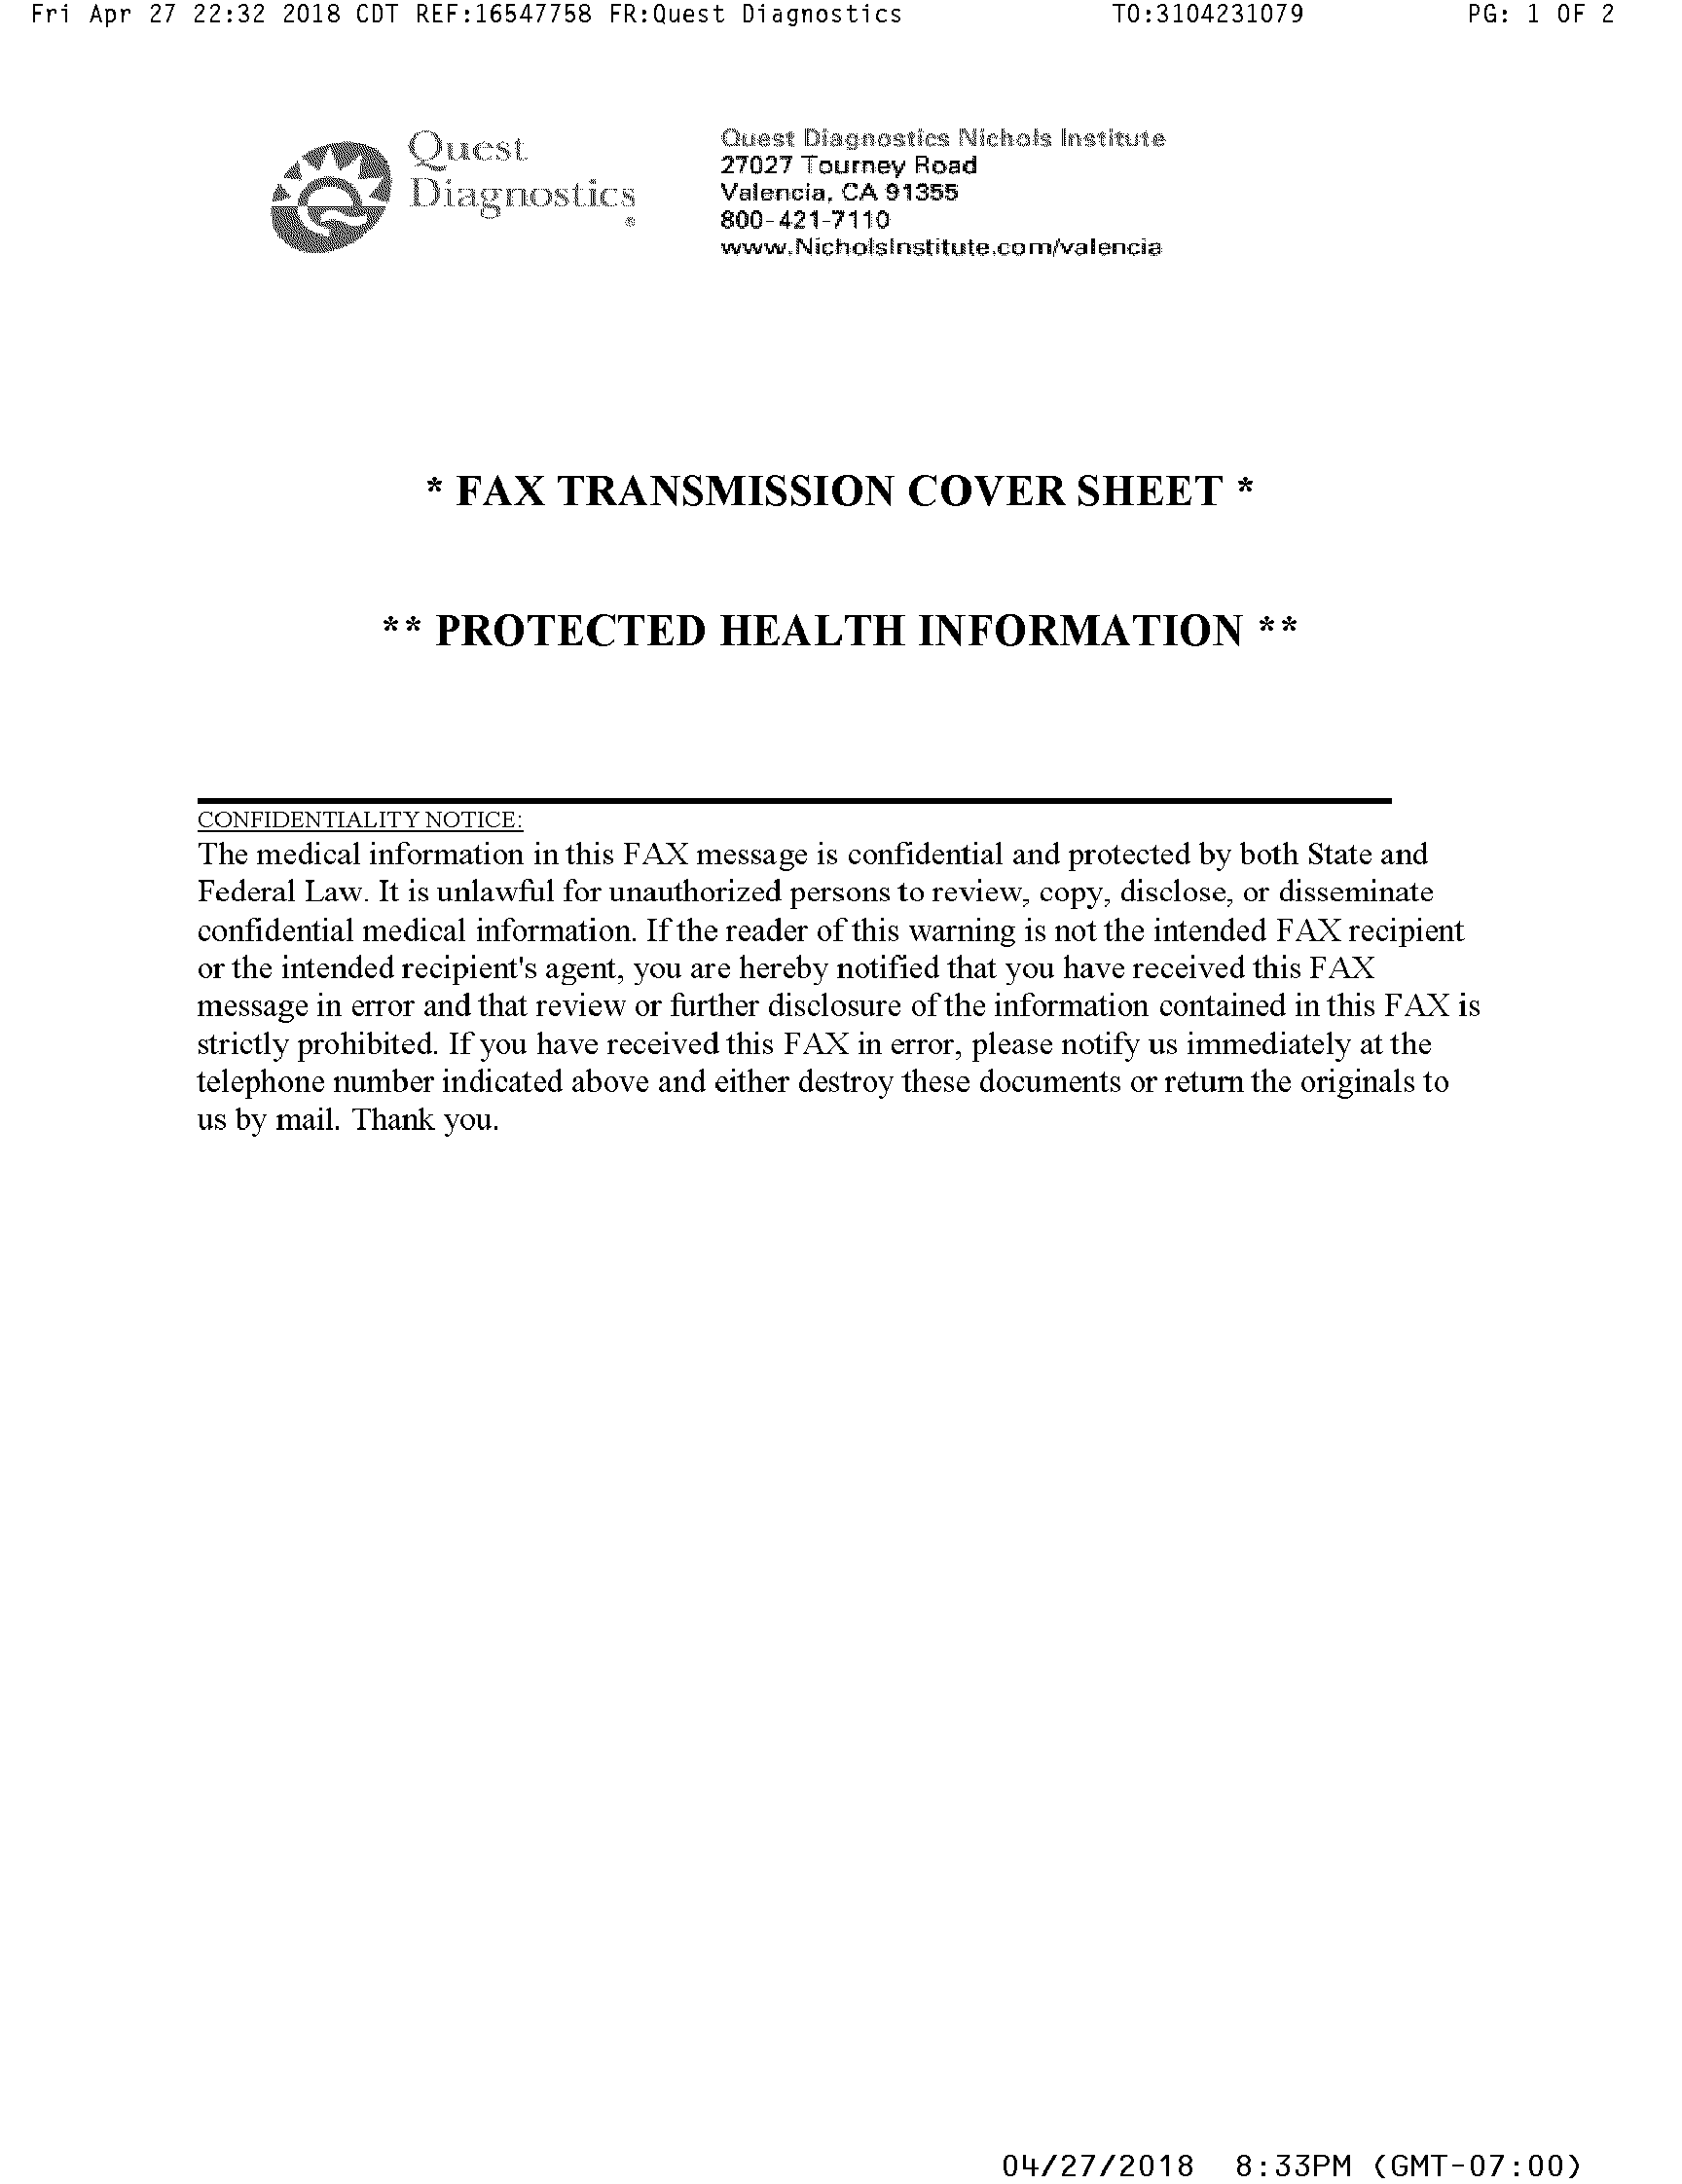 Fri Apr 27 22:32 2018 CDT REF:16547758 FR:Quest Diagnostics TO:3104231079 PG: 1 OF 2
Quest
Diagnostics
®
Quest Diagnostics Nichols Institute
27027 Tourney Road
Valencia, CA 91355
800-421-7110
www.NicholsInstitute.com/valencia
* FAX TRANSMISSION COVER SHEET *
** PROTECTED HEALTH INFORMATION **
CONFIDENTIALITY NOTICE:
The medical information in this FAX message is confidential and protected by both State and
Federal Law. It is unlawful for unauthorized persons to review, copy, disclose, or disseminate
confidential medical information. If the reader of this warning is not the intended FAX recipient
or the intended recipient's agent, you are hereby notified that you have received this FAX
message in error and that review or further disclosure of the information contained in this FAX is
strictly prohibited. If you have received this FAX in error, please notify us immediately at the
telephone number indicated above and either destroy these documents or return the originals to
us by mail. Thank you.
04/27/2018 8:33PM (GMT-07:00)